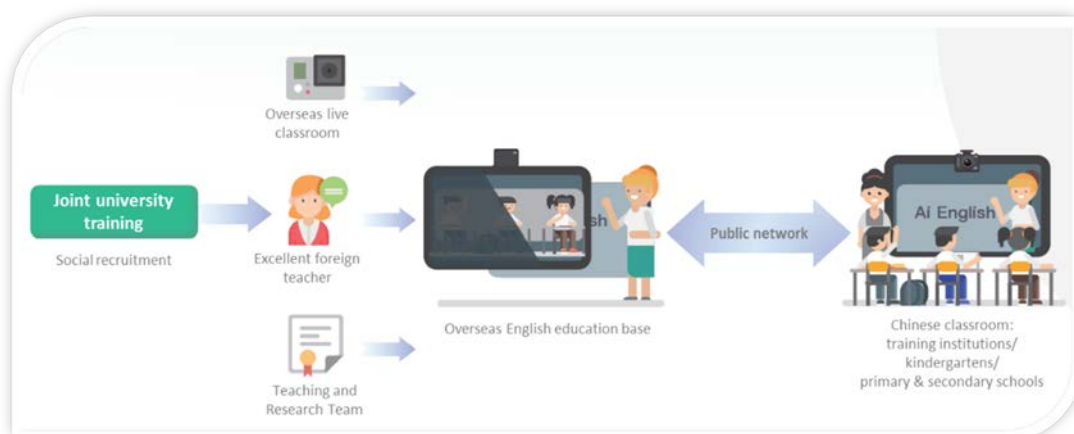 Overseas live
classroom
Joint university
training
Social recruitment
Excellent foreign
teacher
Teaching and
Research Team
Overseas English education base
Public network
Ai English
Chinese classroom:
training institutions/
kindergartens/
primary & secondary schools